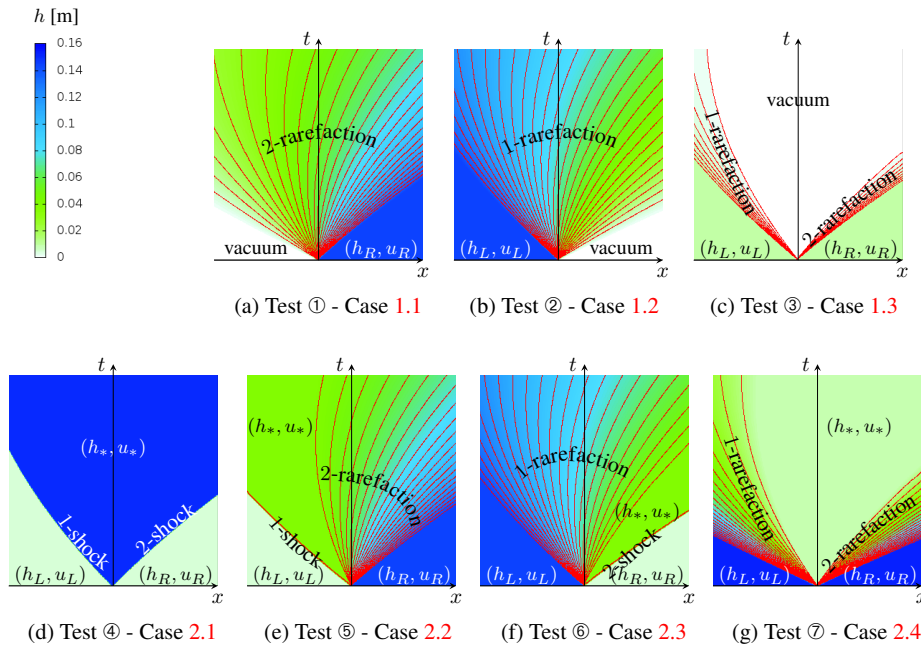 h [m]
0.16
0.14
0.12
0.1
0.08
0.06
0.04
0.02
0
t
2-rarefaction
vacuum
(h_R, u_R)
x
(a) Test ① - Case 1.1
t
1-rarefaction
(h_L, u_L)
vacuum
x
(b) Test ② - Case 1.2
t
vacuum
1-rarefaction
2-rarefaction
(h_L, u_L)
(h_R, u_R)
x
(c) Test ③ - Case 1.3
t
(h_*, u_*)
1-shock
2-shock
(h_L, u_L)
(h_R, u_R)
x
(d) Test ④ - Case 2.1
t
(h_*, u_*)
2-rarefaction
1-shock
(h_L, u_L)
(h_R, u_R)
x
(e) Test ⑤ - Case 2.2
t
1-rarefaction
(h_*, u_*)
2-shock
(h_L, u_L)
(h_R, u_R)
x
(f) Test ⑥ - Case 2.3
t
(h_*, u_*)
1-rarefaction
2-rarefaction
(h_L, u_L)
(h_R, u_R)
x
(g) Test ⑦ - Case 2.4